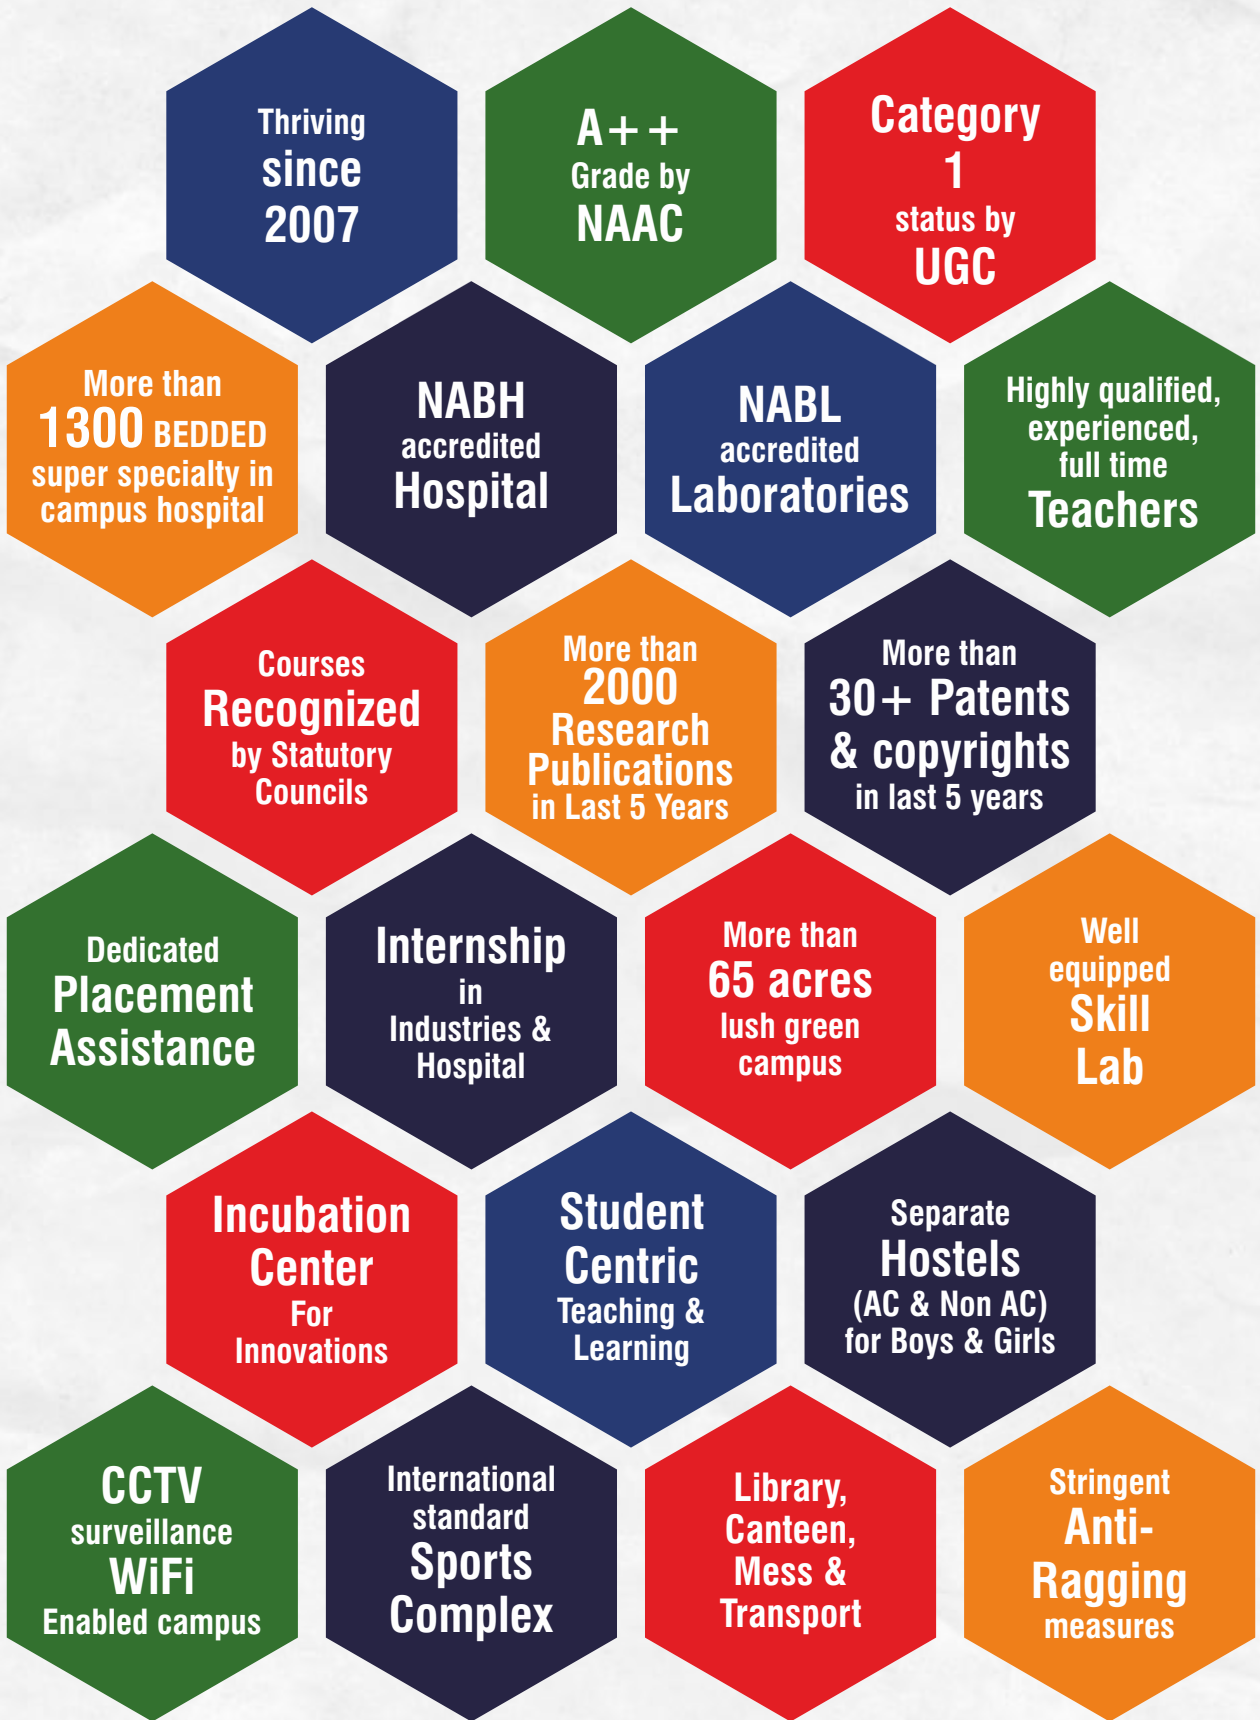 Thriving
since
2007
A++
Grade by
NAAC
Category
1
status by
UGC
More than
1300 BEDDED
super specialty in
campus hospital
NABH
accredited
Hospital
NABL
accredited
Laboratories
Highly qualified,
experienced,
full time
Teachers
Courses
Recognized
by Statutory
Councils
More than
2000
Research
Publications
in Last 5 Years
More than
30+ Patents
& copyrights
in last 5 years
Dedicated
Placement
Assistance
Internship
in
Industries &
Hospital
More than
65 acres
lush green
campus
Well
equipped
Skill
Lab
Incubation
Center
For
Innovations
Student
Centric
Teaching &
Learning
Separate
Hostels
(AC & Non AC)
for Boys & Girls
CCTV
surveillance
WiFi
Enabled campus
International
standard
Sports
Complex
Library,
Canteen,
Mess &
Transport
Stringent
Anti-
Ragging
measures